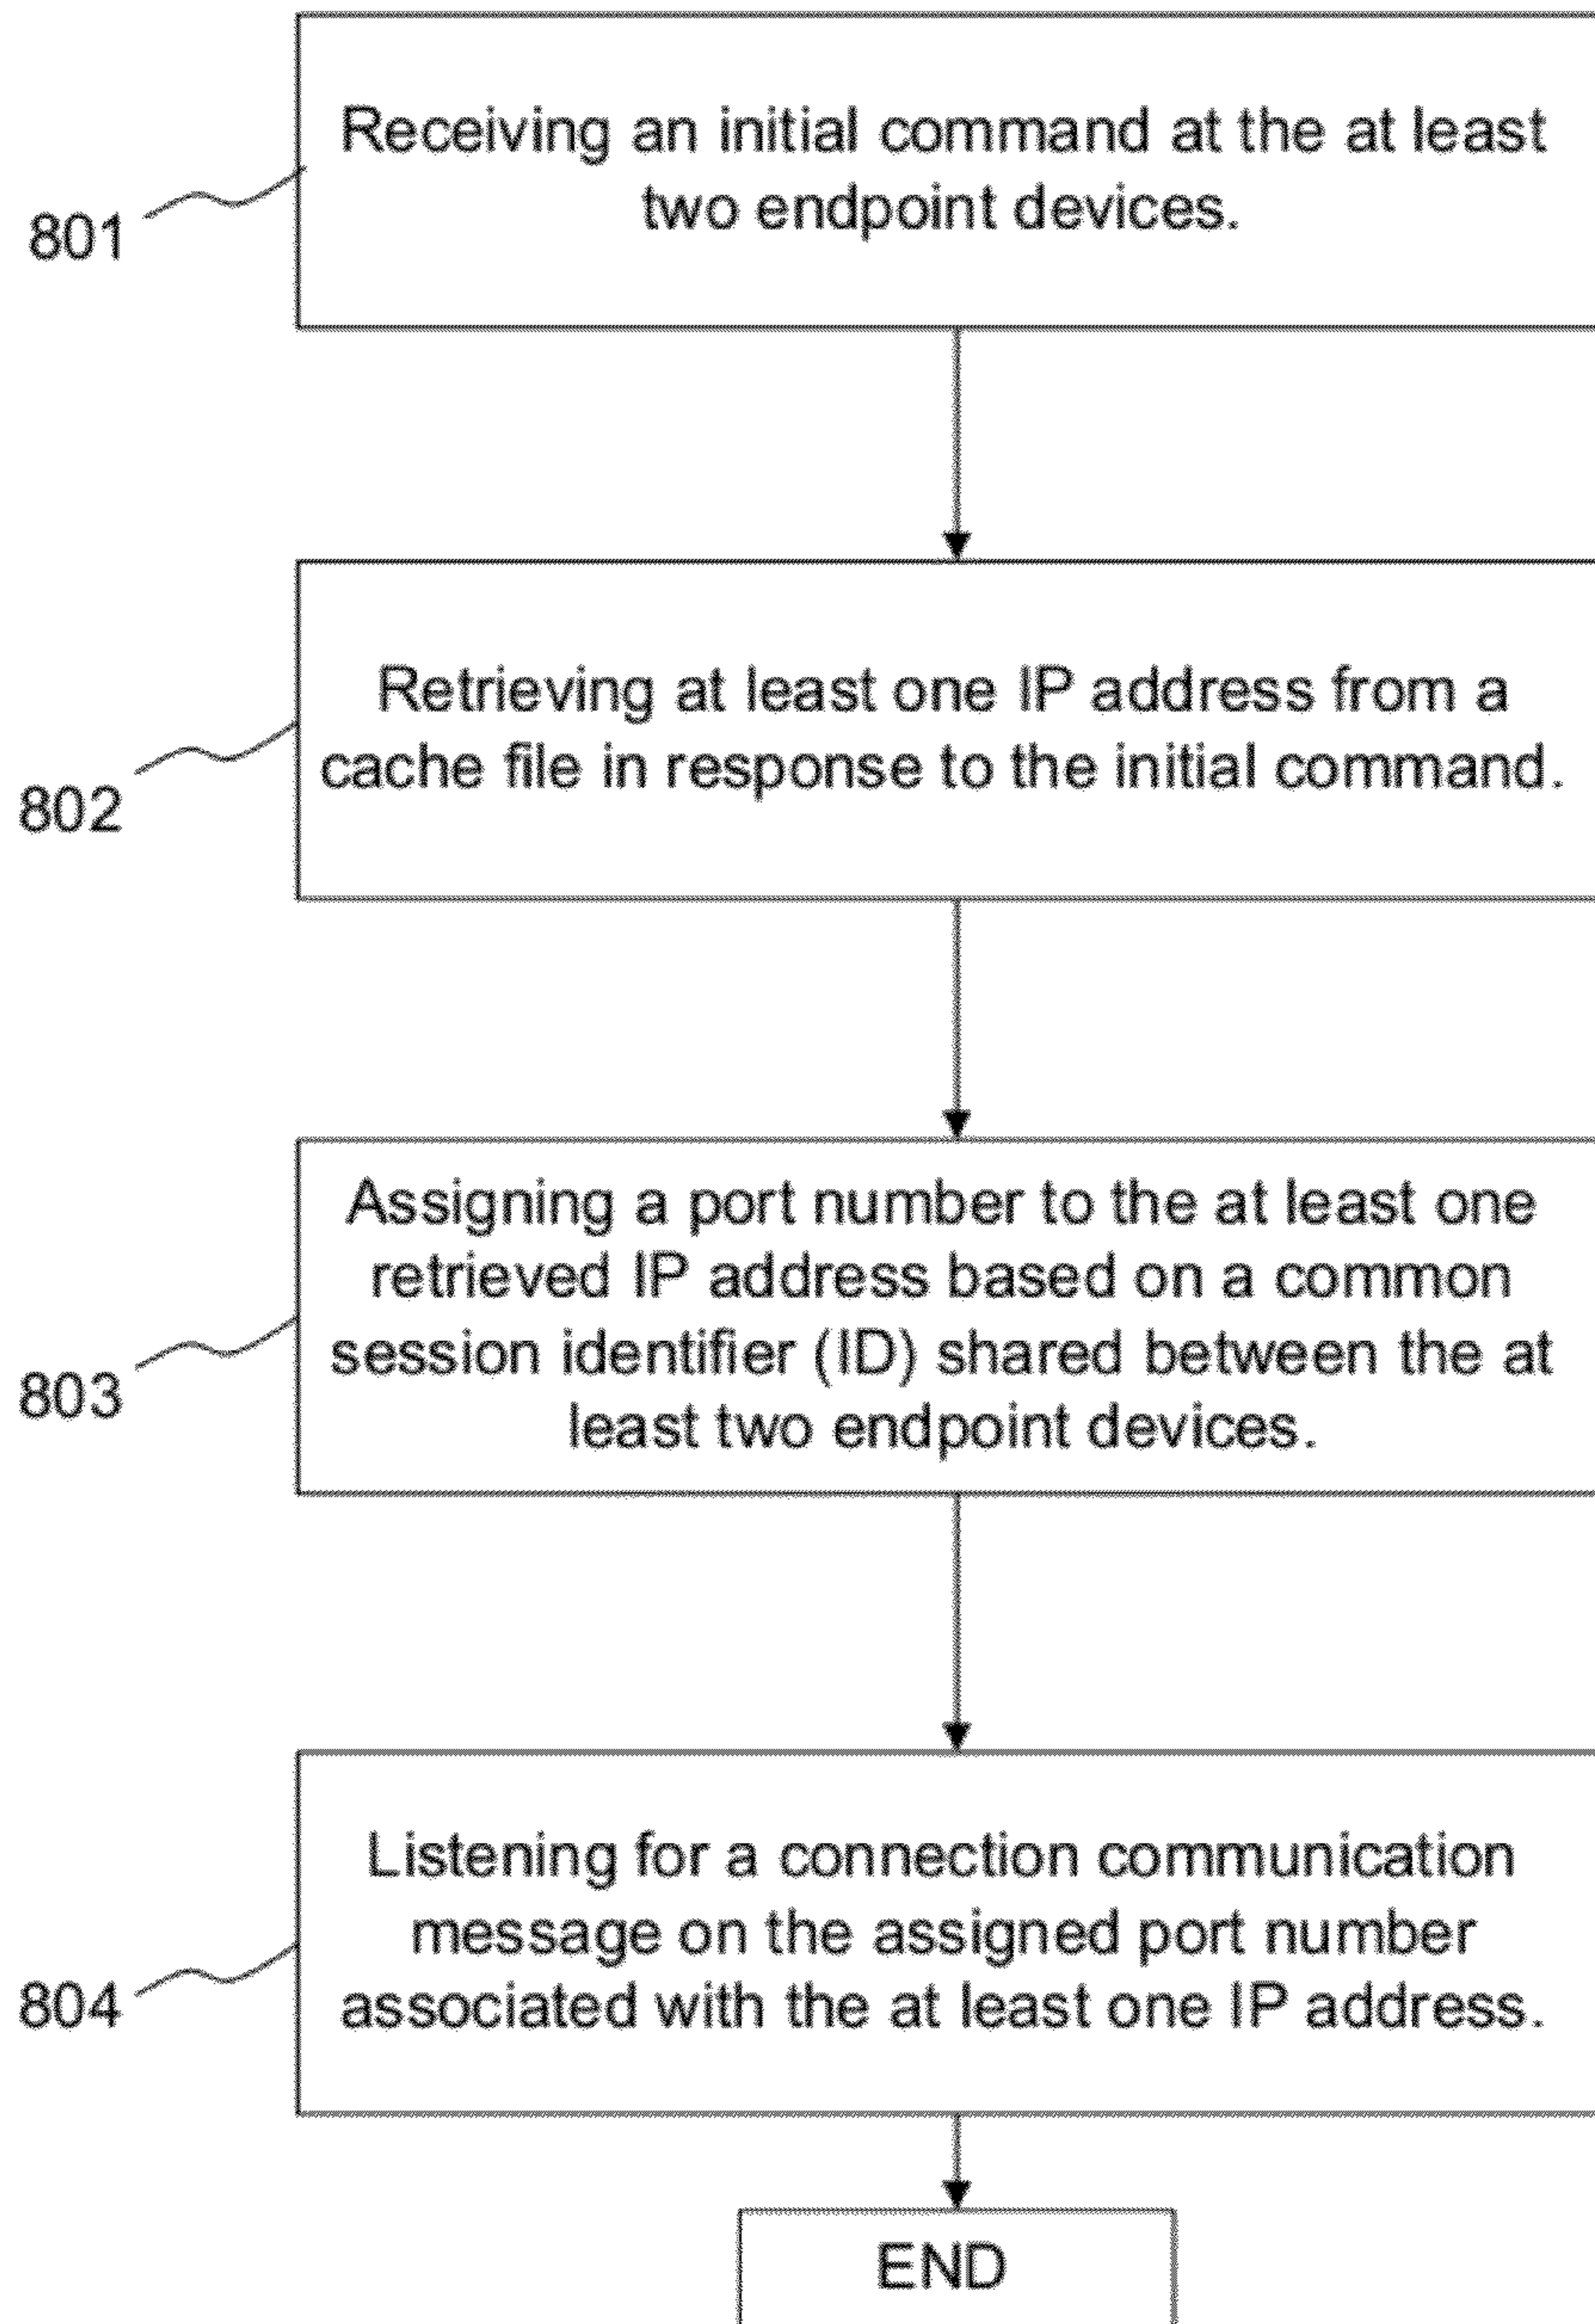 Receiving an initial command at the at least
two endpoint devices.
801
Retrieving at least one IP address from a
cache file in response to the initial command.
802
Assigning a port number to the at least one
retrieved IP address based on a common
session identifier (ID) shared between the at
least two endpoint devices.
803
Listening for a connection communication
message on the assigned port number
associated with the at least one IP address.
804
END